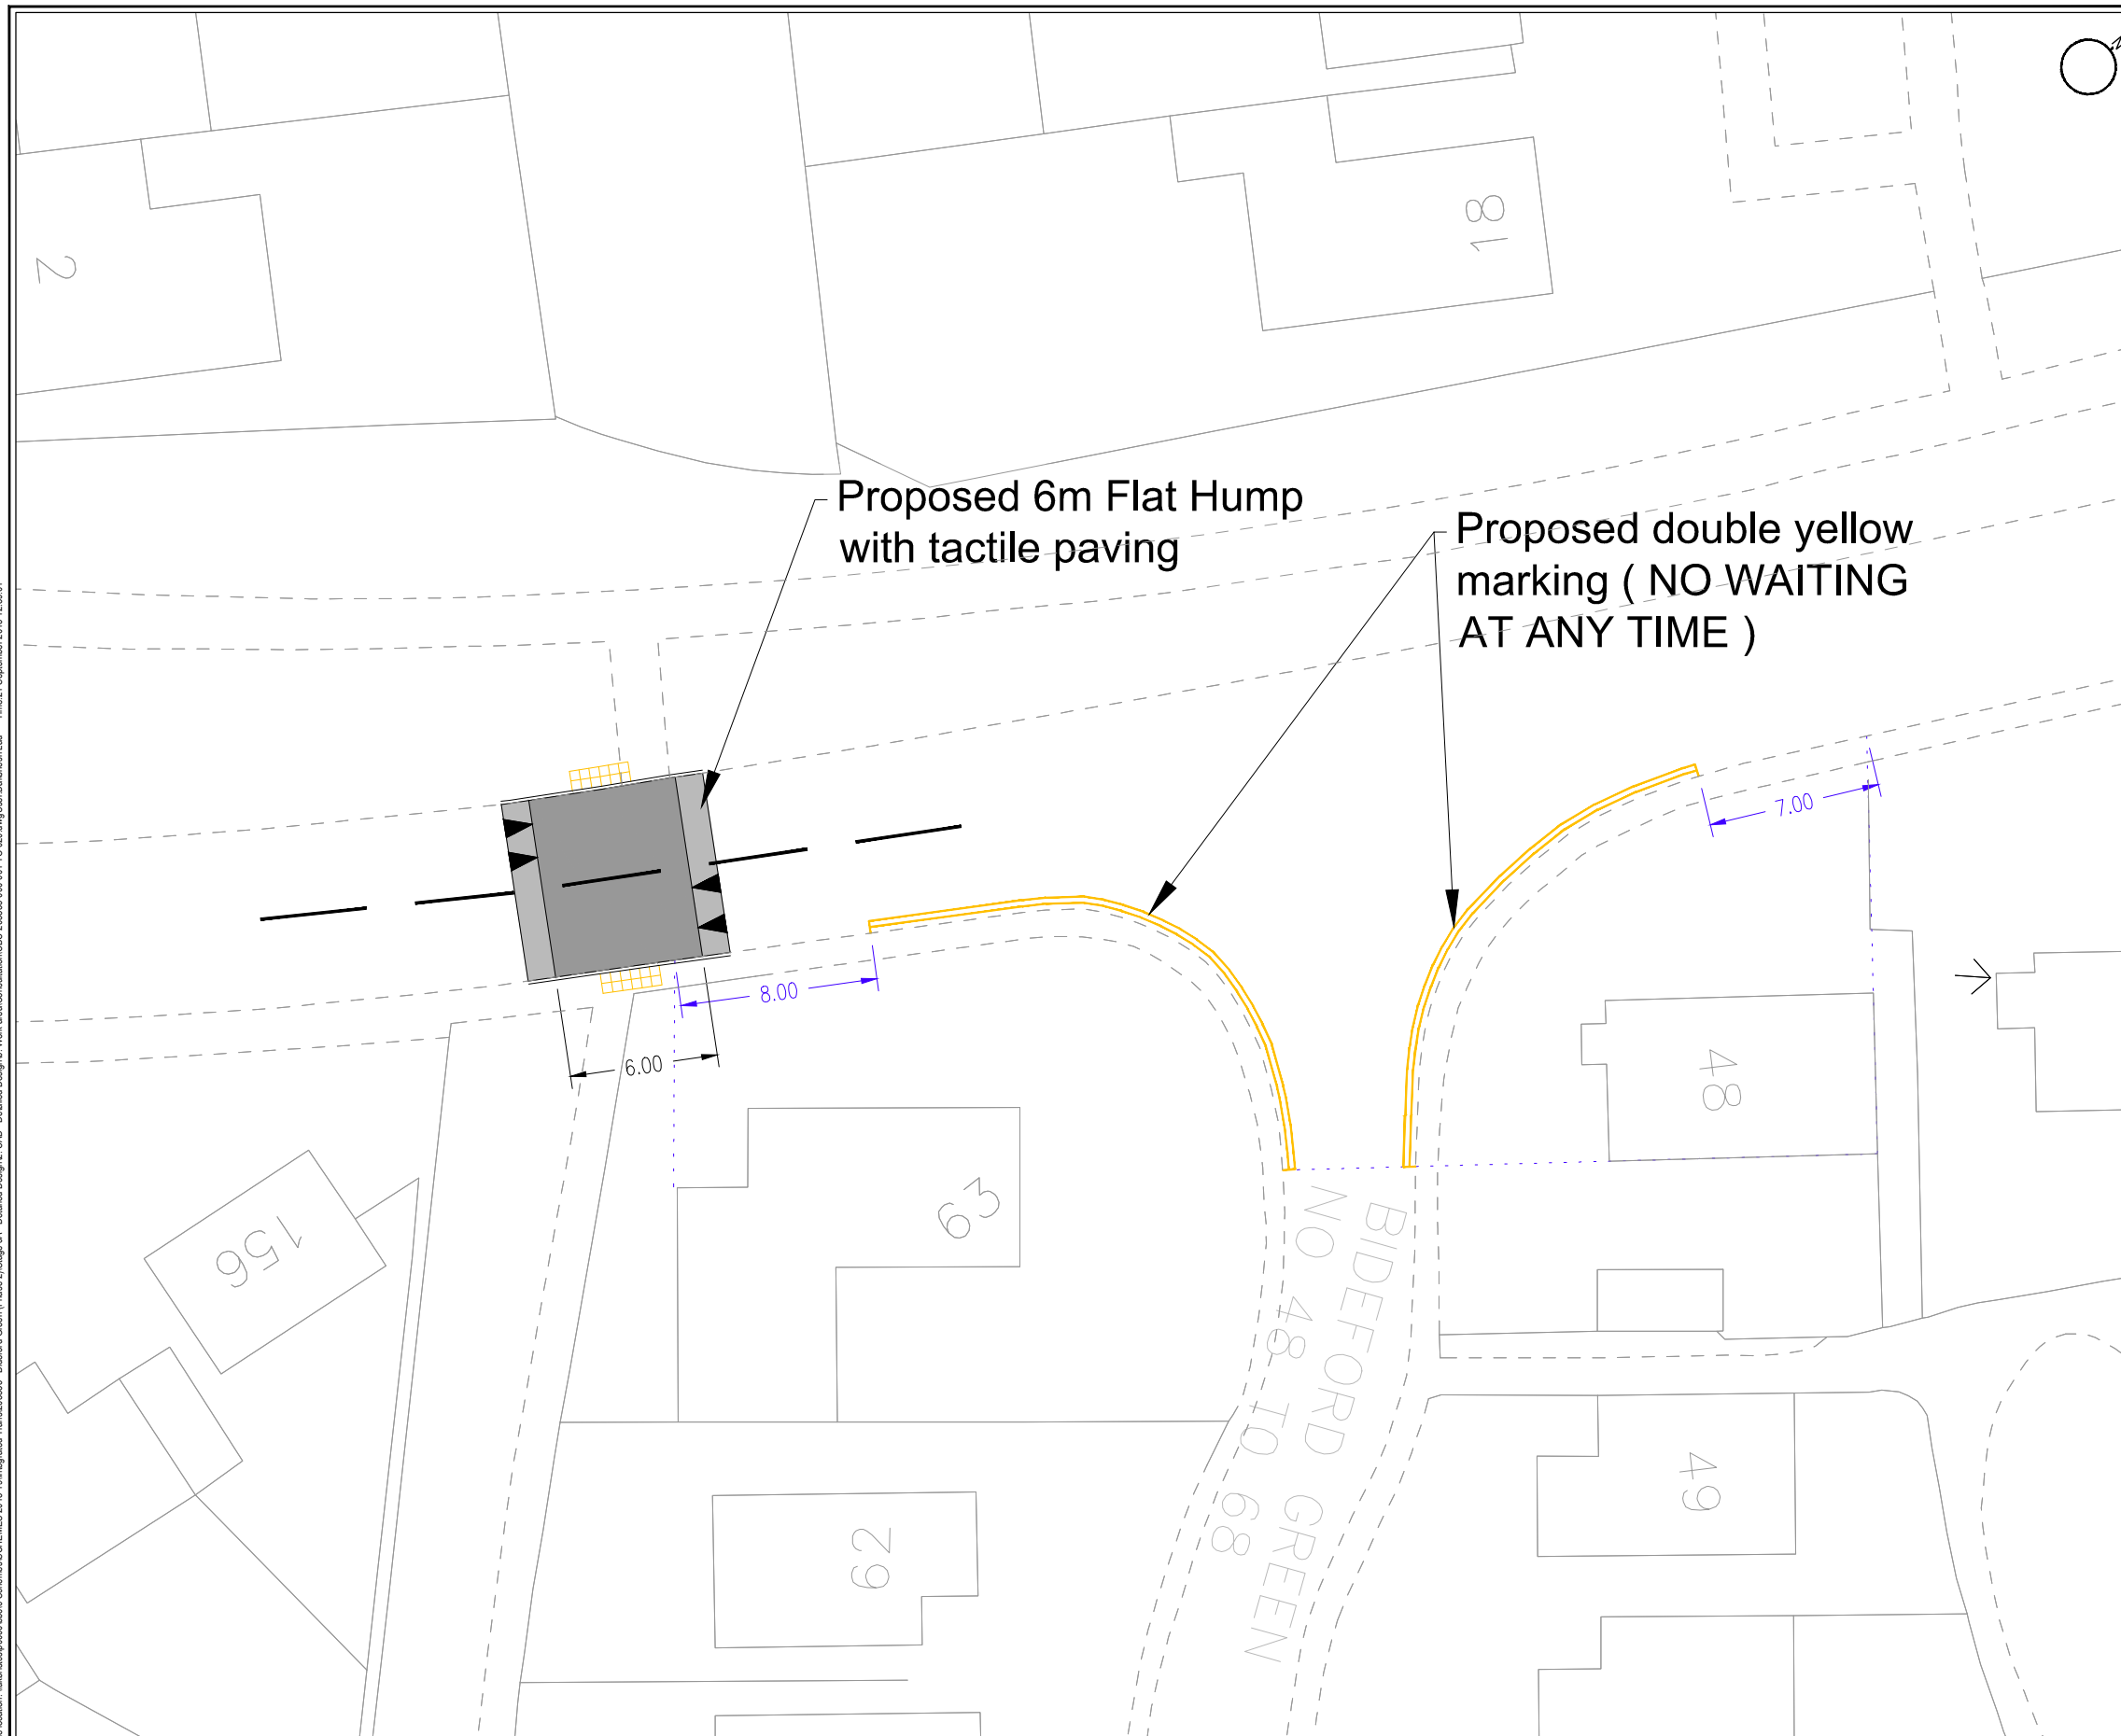 N
2
81
Proposed 6m Flat Hump
with tactile paving
Proposed double yellow
marking ( NO WAITING
AT ANY TIME )
7.00
8.00
6.00
48
63
156
BIDEFORD GREEN
NO 48 TO 68
49
62